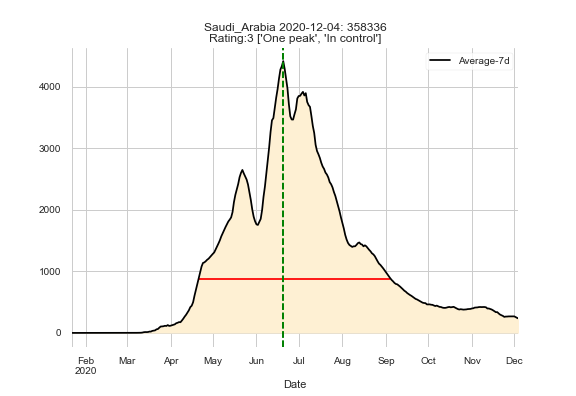 Saudi_Arabia 2020-12-04: 358336
Rating:3 ['One peak', 'In control']
Average-7d
4000
3000
2000
1000
0
Feb Mar Apr May Jun Jul Aug Sep Oct Nov Dec
2020
Date